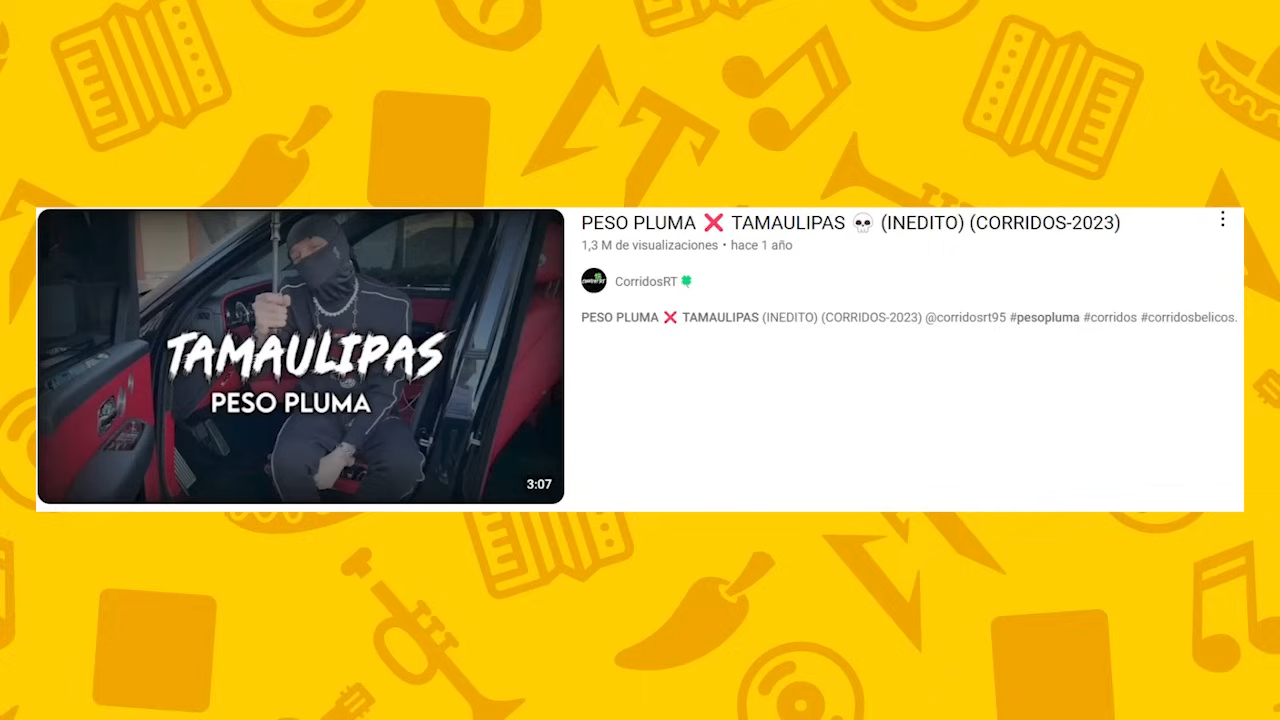 PESO PLUMA ❌ TAMAULIPAS 💀 (INEDITO) (CORRIDOS-2023)
1,3 M de visualizaciones • hace 1 año
CorridosRT 🍀
PESO PLUMA ❌ TAMAULIPAS (INEDITO) (CORRIDOS-2023) @corridosrt95 #pesopluma #corridos #corridosbelicos.
TAMAULIPAS
PESO PLUMA
3:07